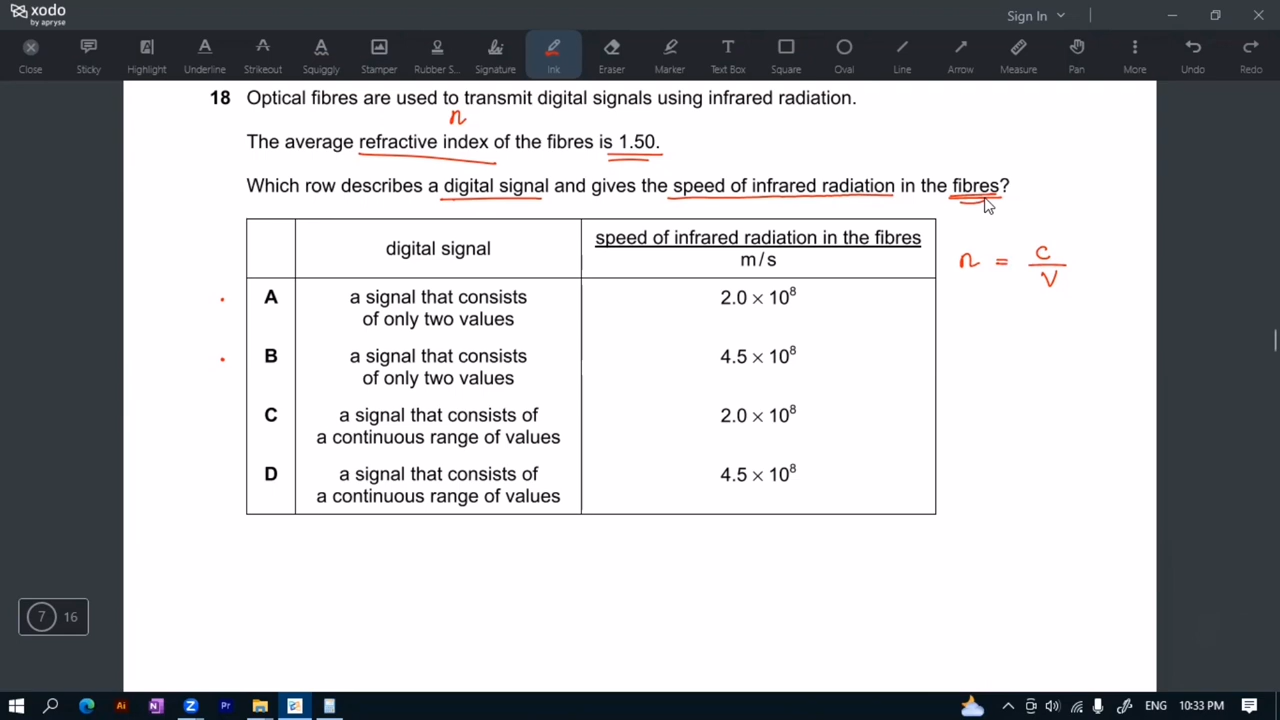 xodo
by apryse
Sign In
Close
Sticky
Highlight
Underline
Strikeout
Squiggly
Stamper
Rubber S...
Signature
Ink
Eraser
Marker
Text Box
Square
Oval
Line
Arrow
Measure
Pan
More
Undo
Redo
18 Optical fibres are used to transmit digital signals using infrared radiation.
n
The average refractive index of the fibres is 1.50.
Which row describes a digital signal and gives the speed of infrared radiation in the fibres?
digital signal
speed of infrared radiation in the fibres
m / s
n = c
v
A a signal that consists 2.0 × 10⁸
of only two values
B a signal that consists 4.5 × 10⁸
of only two values
C a signal that consists of 2.0 × 10⁸
a continuous range of values
D a signal that consists of 4.5 × 10⁸
a continuous range of values
7 16
ENG 10:33 PM